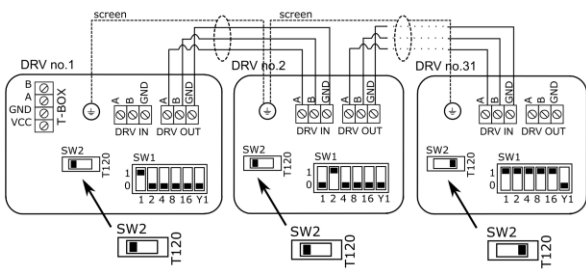 screen screen
DRV no.1 DRV no.2 DRV no.31
B
A
GND
VCC
T-BOX
A B GND A B GND
DRV IN DRV OUT
A B GND A B GND
DRV IN DRV OUT
A B GND A B GND
DRV IN DRV OUT
SW2
T120
SW1
1
0
1 2 4 8 16 Y1
SW2
T120
SW1
1
0
1 2 4 8 16 Y1
SW2
T120
SW1
1
0
1 2 4 8 16 Y1
SW2
T120
SW2
T120
SW2
T120